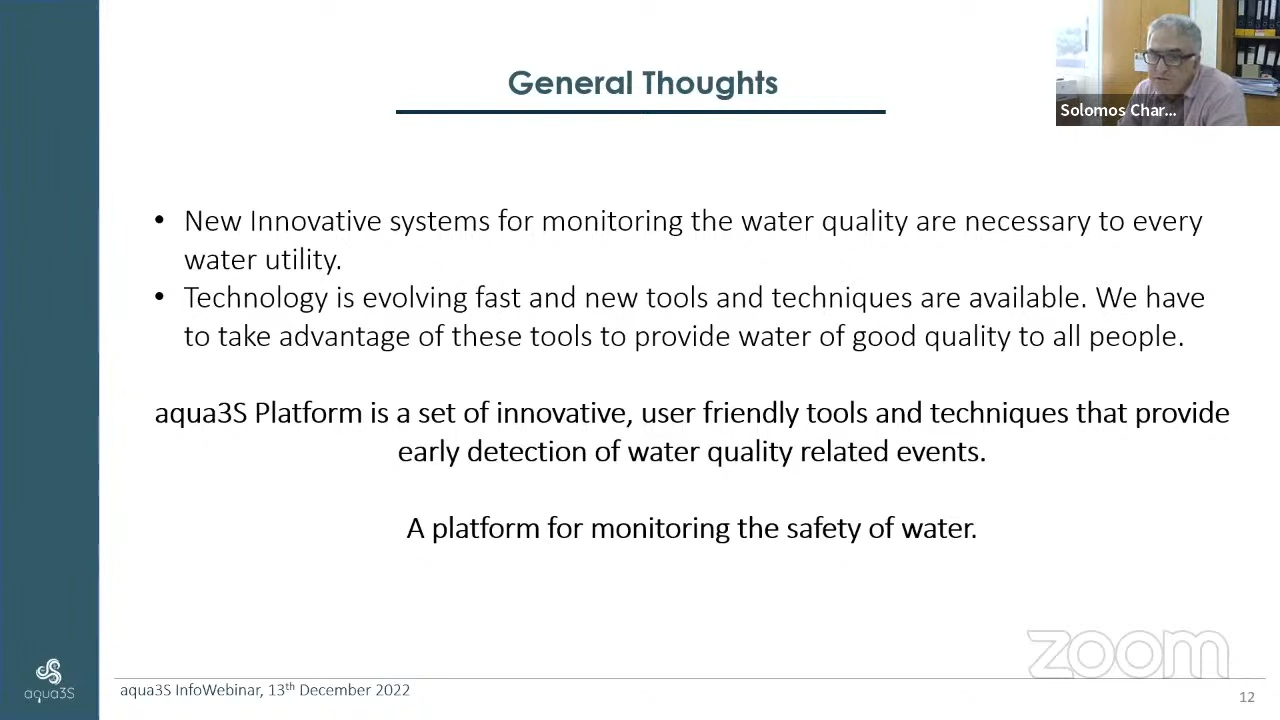 General Thoughts
Solomos Char...
• New Innovative systems for monitoring the water quality are necessary to every
water utility.
• Technology is evolving fast and new tools and techniques are available. We have
to take advantage of these tools to provide water of good quality to all people.
aqua3S Platform is a set of innovative, user friendly tools and techniques that provide
early detection of water quality related events.
A platform for monitoring the safety of water.
zoom
aqua3S
aqua3S InfoWebinar, 13th December 2022
12